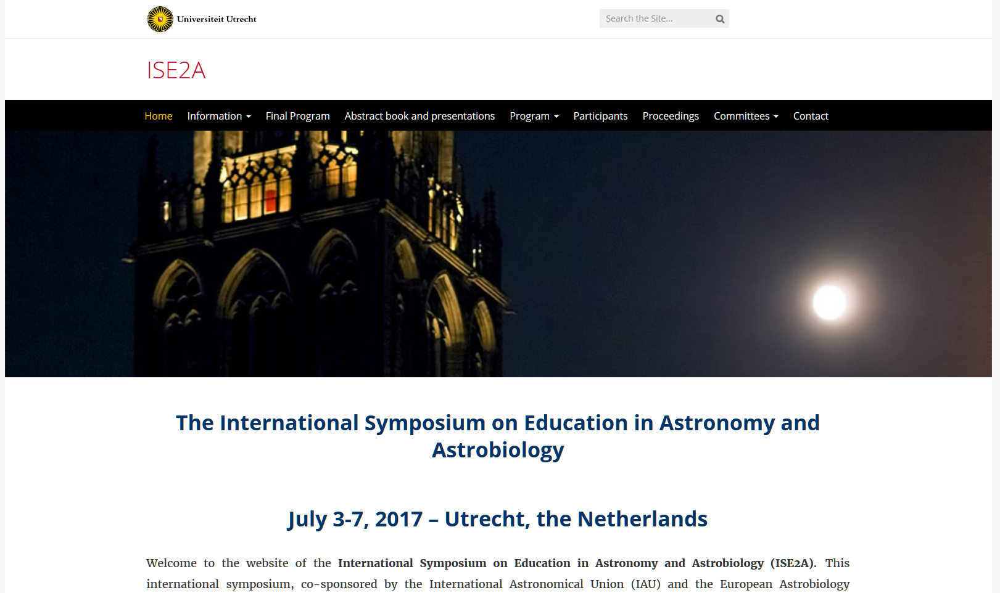 Universiteit Utrecht
Search the Site...
ISE2A
Home Information Final Program Abstract book and presentations Program Participants Proceedings Committees Contact
The International Symposium on Education in Astronomy and
Astrobiology
July 3-7, 2017 – Utrecht, the Netherlands
Welcome to the website of the International Symposium on Education in Astronomy and Astrobiology (ISE2A). This
international symposium, co-sponsored by the International Astronomical Union (IAU) and the European Astrobiology